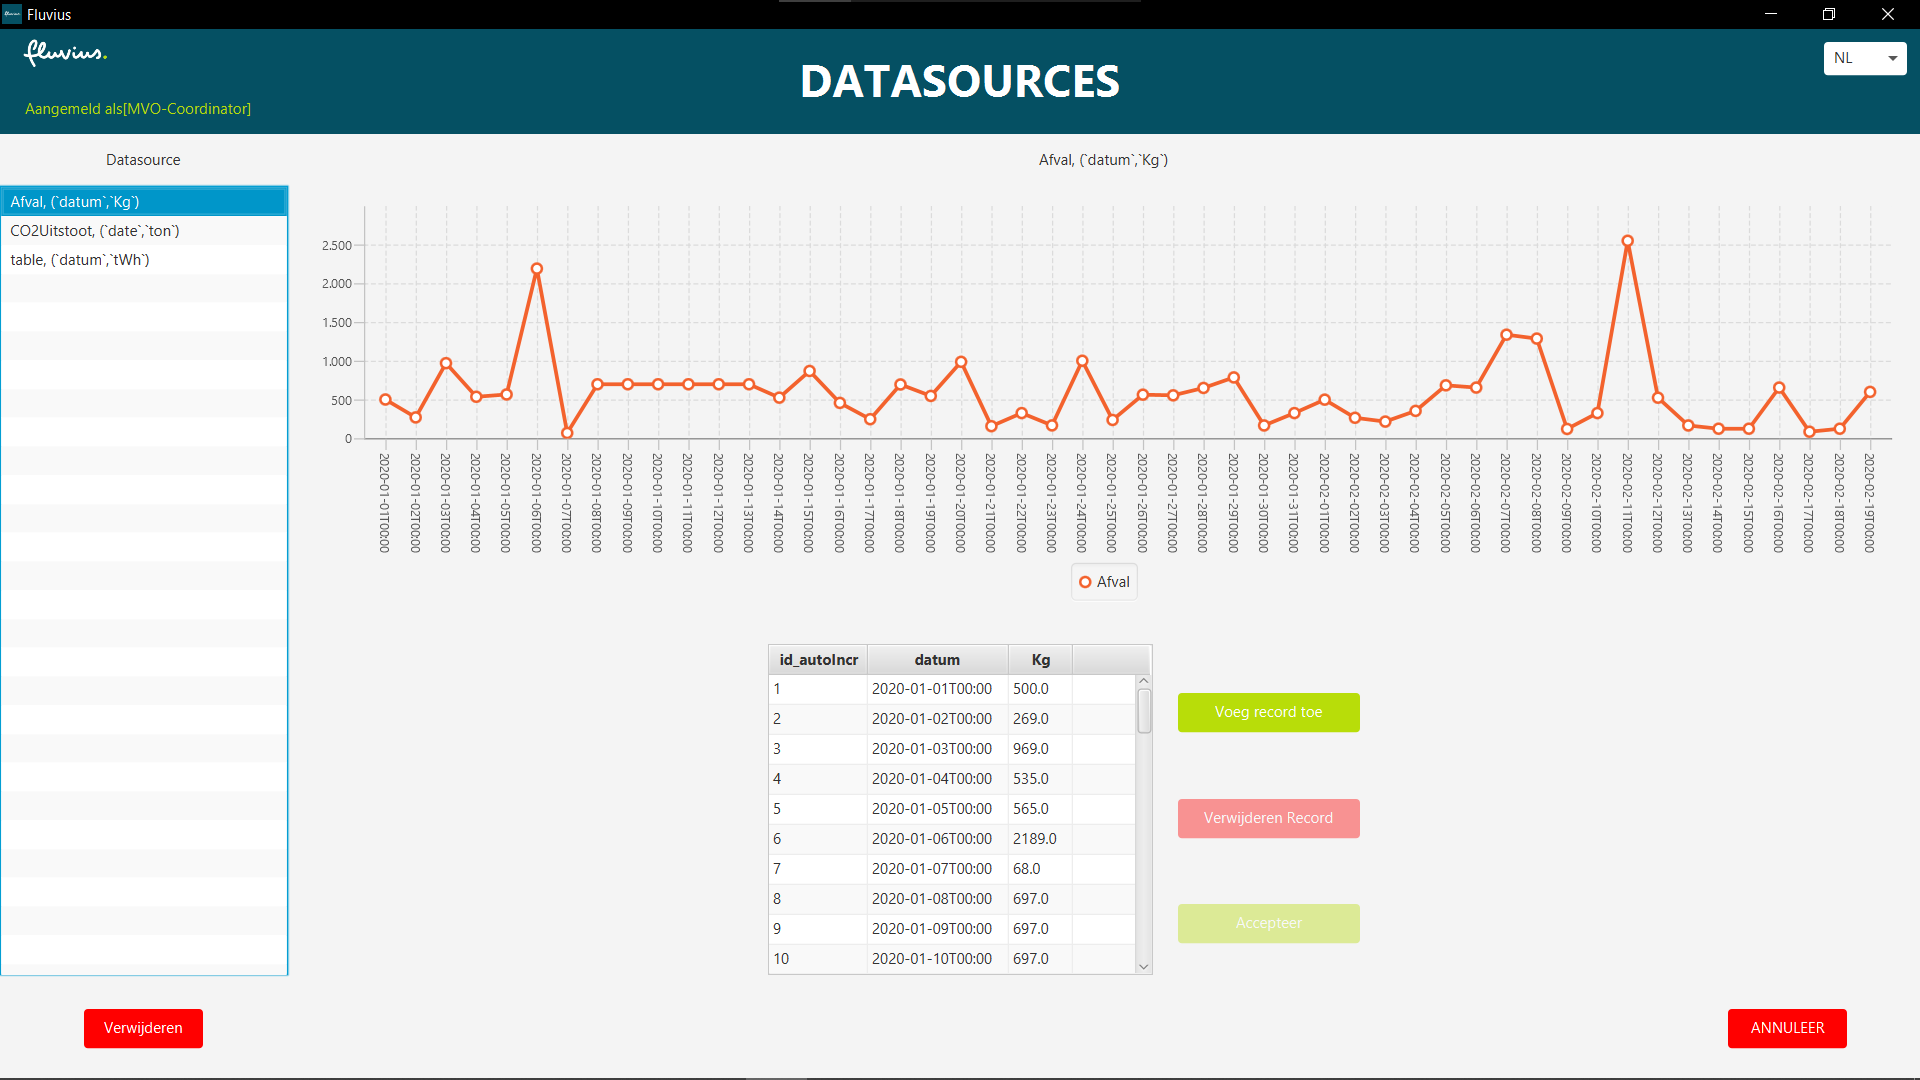 Fluvius
fluvius.
DATASOURCES
NL
Aangemeld als[MVO-Coordinator]
Datasource
Afval, (`datum`,`Kg`)
Afval, (`datum`,`Kg`)
CO2Uitstoot, (`date`,`ton`)
table, (`datum`,`tWh`)
2.500
2.000
1.500
1.000
500
0
2020-01-01T00:00
2020-01-02T00:00
2020-01-03T00:00
2020-01-04T00:00
2020-01-05T00:00
2020-01-06T00:00
2020-01-07T00:00
2020-01-08T00:00
2020-01-09T00:00
2020-01-10T00:00
2020-01-11T00:00
2020-01-12T00:00
2020-01-13T00:00
2020-01-14T00:00
2020-01-15T00:00
2020-01-16T00:00
2020-01-17T00:00
2020-01-18T00:00
2020-01-19T00:00
2020-01-20T00:00
2020-01-21T00:00
2020-01-22T00:00
2020-01-23T00:00
2020-01-24T00:00
2020-01-25T00:00
2020-01-26T00:00
2020-01-27T00:00
2020-01-28T00:00
2020-01-29T00:00
2020-01-30T00:00
2020-01-31T00:00
2020-02-01T00:00
2020-02-02T00:00
2020-02-03T00:00
2020-02-04T00:00
2020-02-05T00:00
2020-02-06T00:00
2020-02-07T00:00
2020-02-08T00:00
2020-02-09T00:00
2020-02-10T00:00
2020-02-11T00:00
2020-02-12T00:00
2020-02-13T00:00
2020-02-14T00:00
2020-02-15T00:00
2020-02-16T00:00
2020-02-17T00:00
2020-02-18T00:00
2020-02-19T00:00
Afval
id_autoIncr datum Kg
1 2020-01-01T00:00 500.0
2 2020-01-02T00:00 269.0
3 2020-01-03T00:00 969.0
4 2020-01-04T00:00 535.0
5 2020-01-05T00:00 565.0
6 2020-01-06T00:00 2189.0
7 2020-01-07T00:00 68.0
8 2020-01-08T00:00 697.0
9 2020-01-09T00:00 697.0
10 2020-01-10T00:00 697.0
Voeg record toe
Verwijderen Record
Accepteer
Verwijderen
ANNULEER